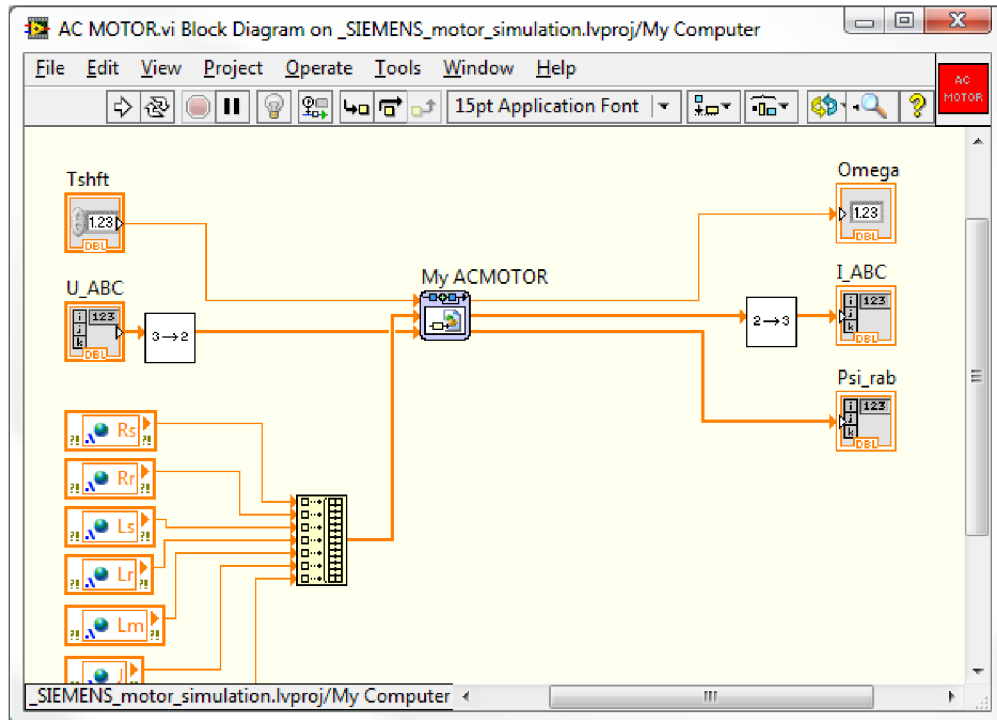 AC MOTOR.vi Block Diagram on _SIEMENS_motor_simulation.lvproj/My Computer
File Edit View Project Operate Tools Window Help
15pt Application Font
AC
MOTOR
Tshft
1.23
DBL
U_ABC
i 123
j
k
DBL
3→2
My ACMOTOR
2→3
Omega
1.23
DBL
I_ABC
i 123
j
k
DBL
Psi_rab
i 123
j
k
DBL
?! λ Rs ?!
?! λ Rr ?!
?! λ Ls ?!
?! λ Lr ?!
?! λ Lm ?!
J
_SIEMENS_motor_simulation.lvproj/My Computer